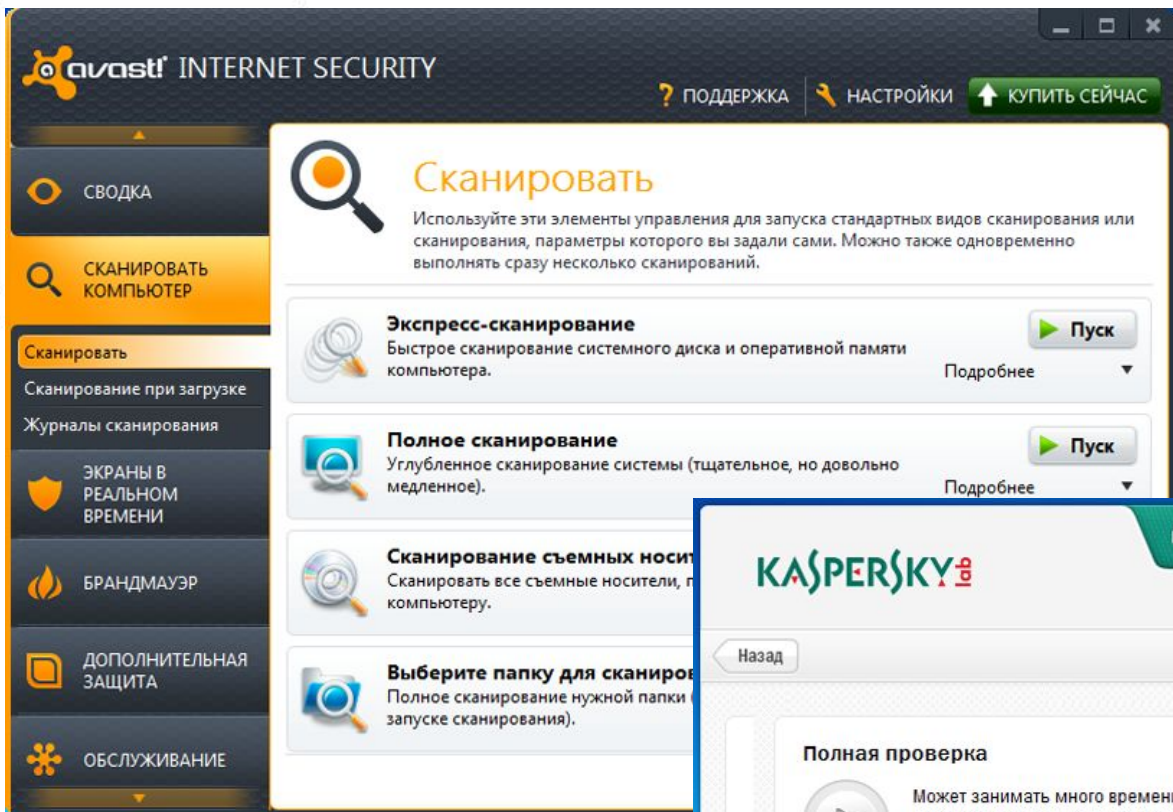 avast! INTERNET SECURITY
? ПОДДЕРЖКА
НАСТРОЙКИ
КУПИТЬ СЕЙЧАС
СВОДКА
СКАНИРОВАТЬ
КОМПЬЮТЕР
Сканировать
Сканирование при загрузке
Журналы сканирования
ЭКРАНЫ В
РЕАЛЬНОМ
ВРЕМЕНИ
БРАНДМАУЭР
ДОПОЛНИТЕЛЬНАЯ
ЗАЩИТА
ОБСЛУЖИВАНИЕ
Сканировать
Используйте эти элементы управления для запуска стандартных видов сканирования или
сканирования, параметры которого вы задали сами. Можно также одновременно
выполнять сразу несколько сканирований.
Экспресс-сканирование
Быстрое сканирование системного диска и оперативной памяти
компьютера.
Пуск
Подробнее
Полное сканирование
Углубленное сканирование системы (тщательное, но довольно
медленное).
Пуск
Подробнее
Сканирование съемных
Сканировать все съемные носители,
компьютеру.
Выберите папку для
Полное сканирование нужной папки (
запуске сканирования).
KASPERSKY lab
Назад
Полная проверка
Может занимать много времени